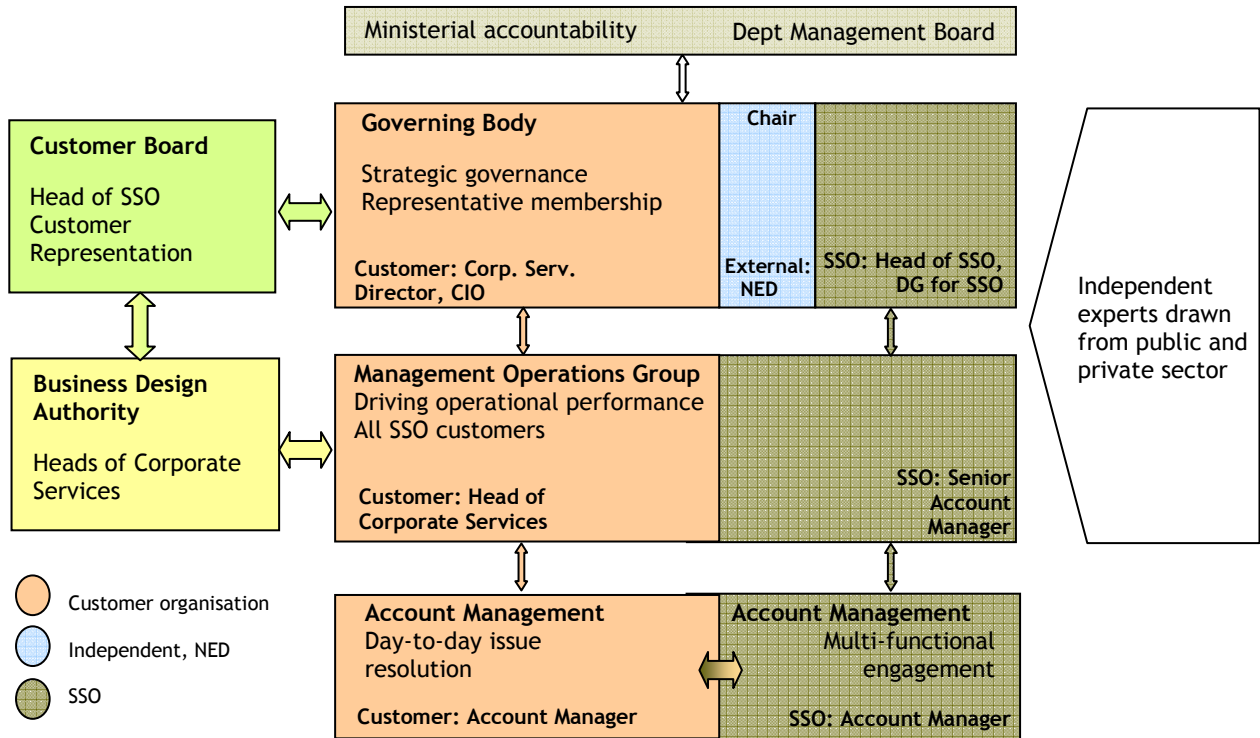 Ministerial accountability
Dept Management Board
Customer Board
Head of SSO
Customer
Representation
Governing Body
Strategic governance
Representative membership
Customer: Corp. Serv.
Director, CIO
Chair
External:
NED
SSO: Head of SSO,
DG for SSO
Independent
experts drawn
from public and
private sector
Business Design
Authority
Heads of Corporate
Services
Management Operations Group
Driving operational performance
All SSO customers
Customer: Head of
Corporate Services
SSO: Senior
Account
Manager
Customer organisation
Independent, NED
SSO
Account Management
Day-to-day issue
resolution
Customer: Account Manager
Account Management
Multi-functional
engagement
SSO: Account Manager